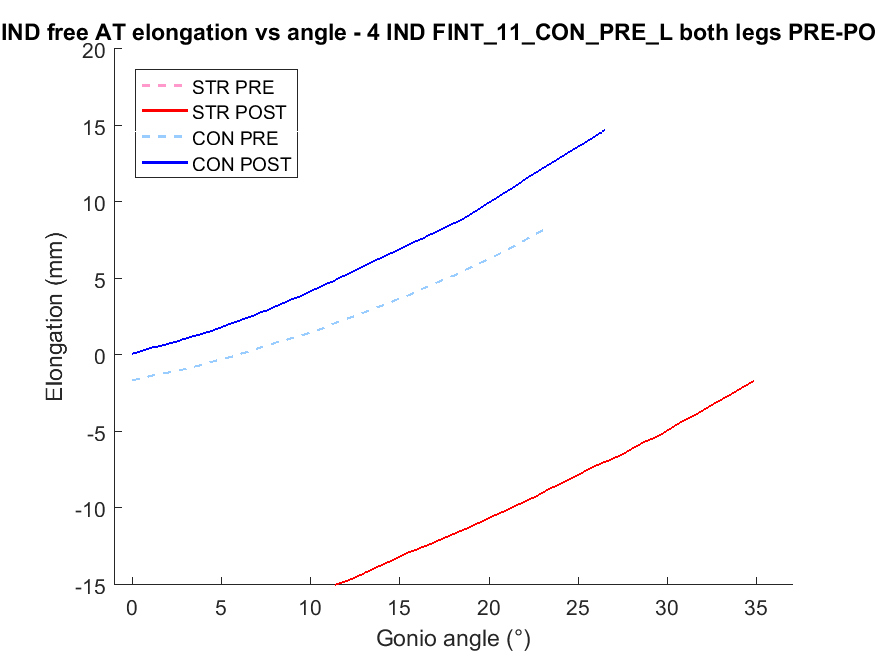 IND free AT elongation vs angle - 4 IND FINT_11_CON_PRE_L both legs PRE-PO
20
15
10
5
0
-5
-10
-15
Elongation (mm)
STR PRE
STR POST
CON PRE
CON POST
0 5 10 15 20 25 30 35
Gonio angle (°)